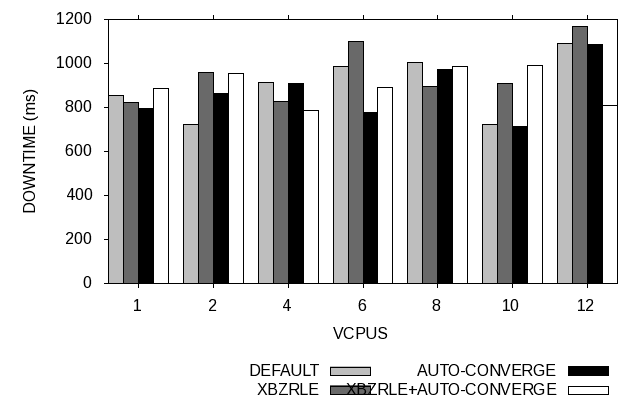 1200
1000
800
600
400
200
0
DOWNTIME (ms)
1 2 4 6 8 10 12
VCPUS
DEFAULT AUTO-CONVERGE
XBZRLE XBZRLE+AUTO-CONVERGE